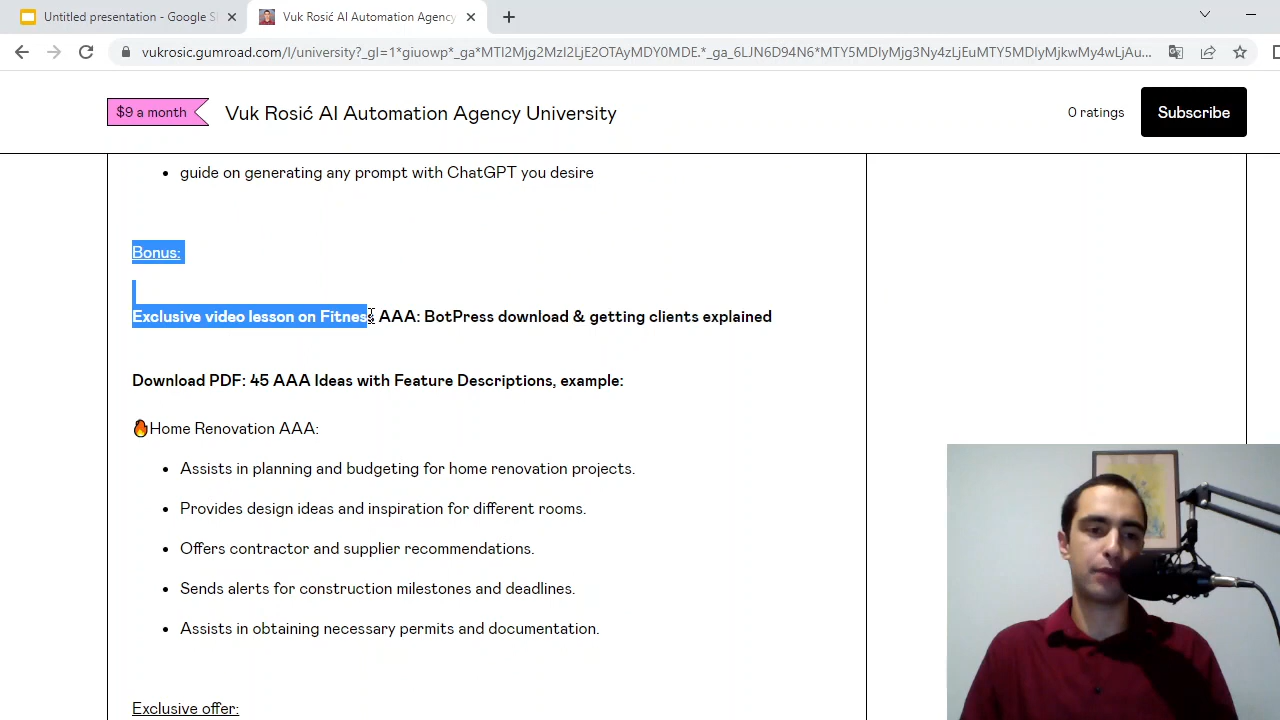 Untitled presentation - Google S
Vuk Rosić AI Automation Agency
vukrosic.gumroad.com/l/university?_gl=1*giuowp*_ga*MTI2Mjg2MzI2LjE2OTAyMDY0MDE.*_ga_6LJN6D94N6*MTY5MDIyMjg3Ny4zLjEuMTY5MDIyMjkwMy4wLjAu...
$9 a month
Vuk Rosić AI Automation Agency University
0 ratings
Subscribe
• guide on generating any prompt with ChatGPT you desire
Bonus:
Exclusive video lesson on Fitness AAA: BotPress download & getting clients explained
Download PDF: 45 AAA Ideas with Feature Descriptions, example:
🔥Home Renovation AAA:
• Assists in planning and budgeting for home renovation projects.
• Provides design ideas and inspiration for different rooms.
• Offers contractor and supplier recommendations.
• Sends alerts for construction milestones and deadlines.
• Assists in obtaining necessary permits and documentation.
Exclusive offer: